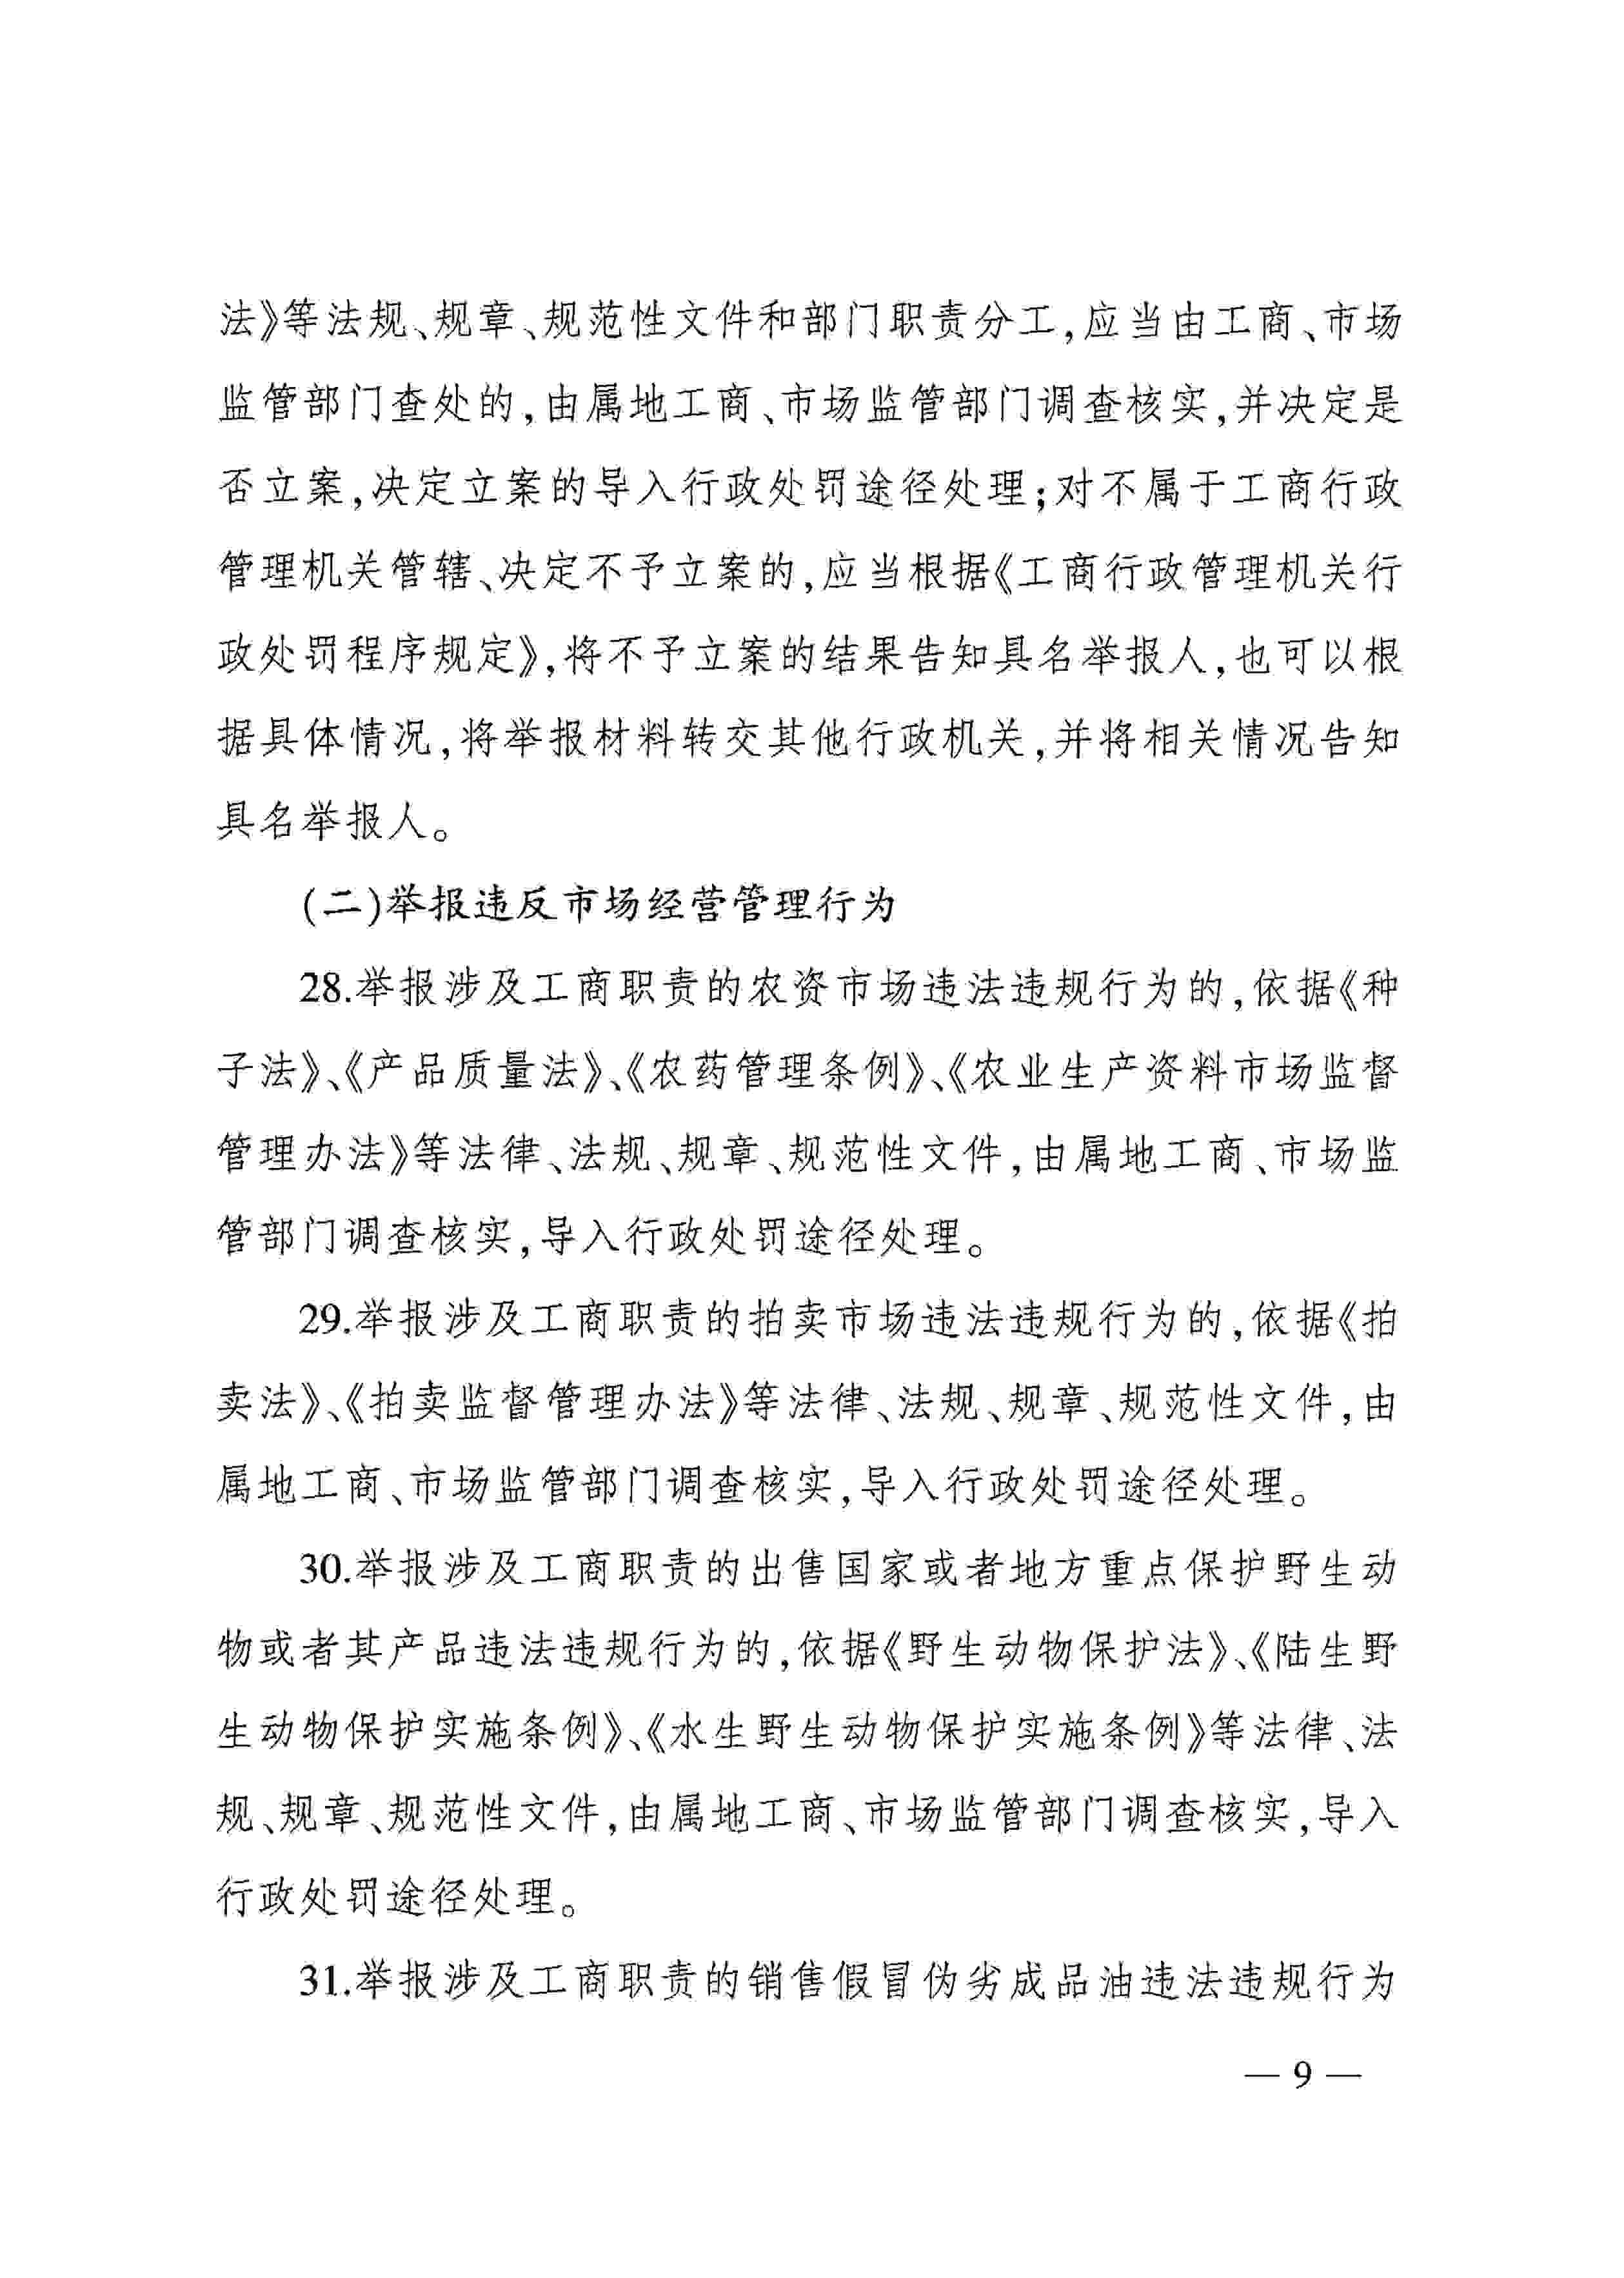 法》等法规、规章、规范性文件和部门职责分工,应当由工商、市场
监管部门查处的,由属地工商、市场监管部门调查核实,并决定是
否立案,决定立案的导入行政处罚途径处理;对不属于工商行政
管理机关管辖、决定不予立案的,应当根据《工商行政管理机关行
政处罚程序规定》,将不予立案的结果告知具名举报人,也可以根
据具体情况,将举报材料转交其他行政机关,并将相关情况告知
具名举报人。
(二)举报违反市场经营管理行为
28.举报涉及工商职责的农资市场违法违规行为的,依据《种
子法》、《产品质量法》、《农药管理条例》、《农业生产资料市场监督
管理办法》等法律、法规、规章、规范性文件,由属地工商、市场监
管部门调查核实,导入行政处罚途径处理。
29.举报涉及工商职责的拍卖市场违法违规行为的,依据《拍
卖法》、《拍卖监督管理办法》等法律、法规、规章、规范性文件,由
属地工商、市场监管部门调查核实,导入行政处罚途径处理。
30.举报涉及工商职责的出售国家或者地方重点保护野生动
物或者其产品违法违规行为的,依据《野生动物保护法》、《陆生野
生动物保护实施条例》、《水生野生动物保护实施条例》等法律、法
规、规章、规范性文件,由属地工商、市场监管部门调查核实,导入
行政处罚途径处理。
31.举报涉及工商职责的销售假冒伪劣成品油违法违规行为
— 9 —